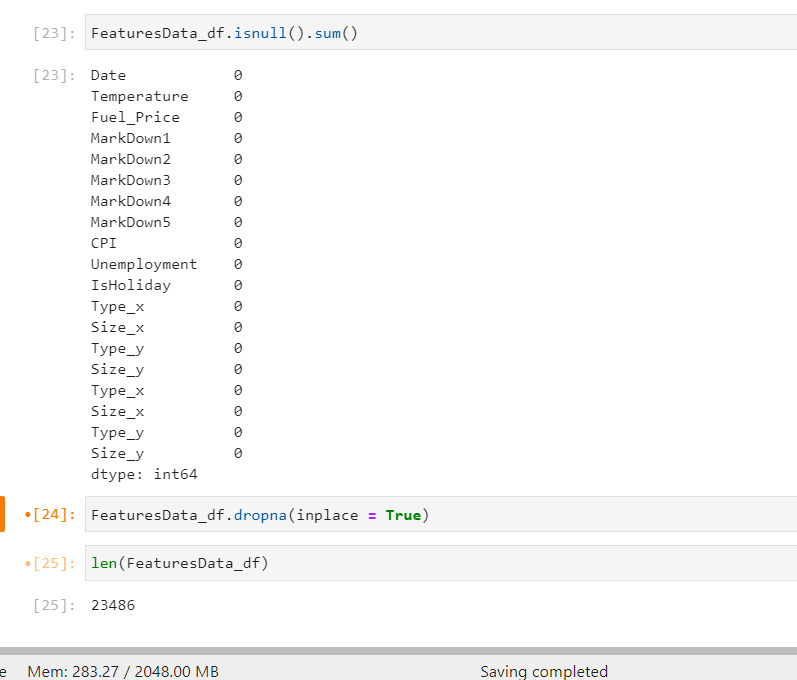 [23]: FeaturesData_df.isnull().sum()
[23]: Date 0
Temperature 0
Fuel_Price 0
MarkDown1 0
MarkDown2 0
MarkDown3 0
MarkDown4 0
MarkDown5 0
CPI 0
Unemployment 0
IsHoliday 0
Type_x 0
Size_x 0
Type_y 0
Size_y 0
Type_x 0
Size_x 0
Type_y 0
Size_y 0
dtype: int64
•[24]: FeaturesData_df.dropna(inplace = True)
•[25]: len(FeaturesData_df)
[25]: 23486
e Mem: 283.27 / 2048.00 MB Saving completed